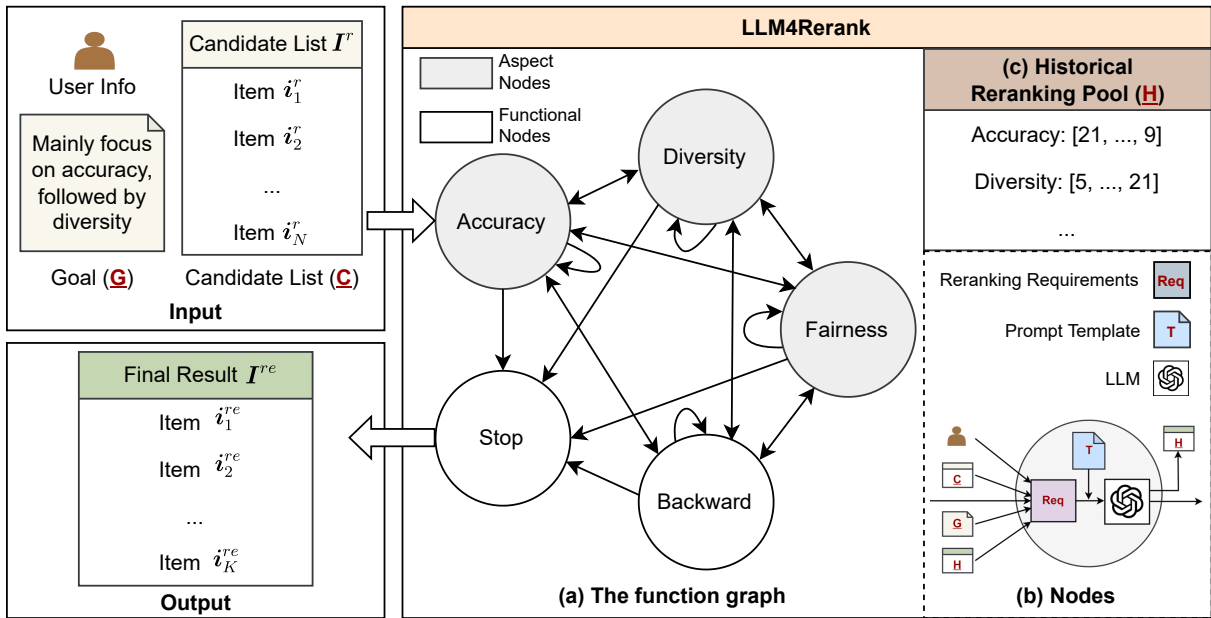 User Info
Mainly focus
on accuracy,
followed by
diversity
Goal (G)
Candidate List I^r
Item i_1^r
Item i_2^r
...
Item i_N^r
Candidate List (C)
Input
Final Result I^{re}
Item i_1^{re}
Item i_2^{re}
...
Item i_K^{re}
Output
LLM4Rerank
Aspect
Nodes
Functional
Nodes
Diversity
Accuracy
Fairness
Stop
Backward
(a) The function graph
(c) Historical
Reranking Pool (H)
Accuracy: [21, ..., 9]
Diversity: [5, ..., 21]
...
Reranking Requirements
Req
Prompt Template
T
LLM
C
G
H
Req
T
H
(b) Nodes